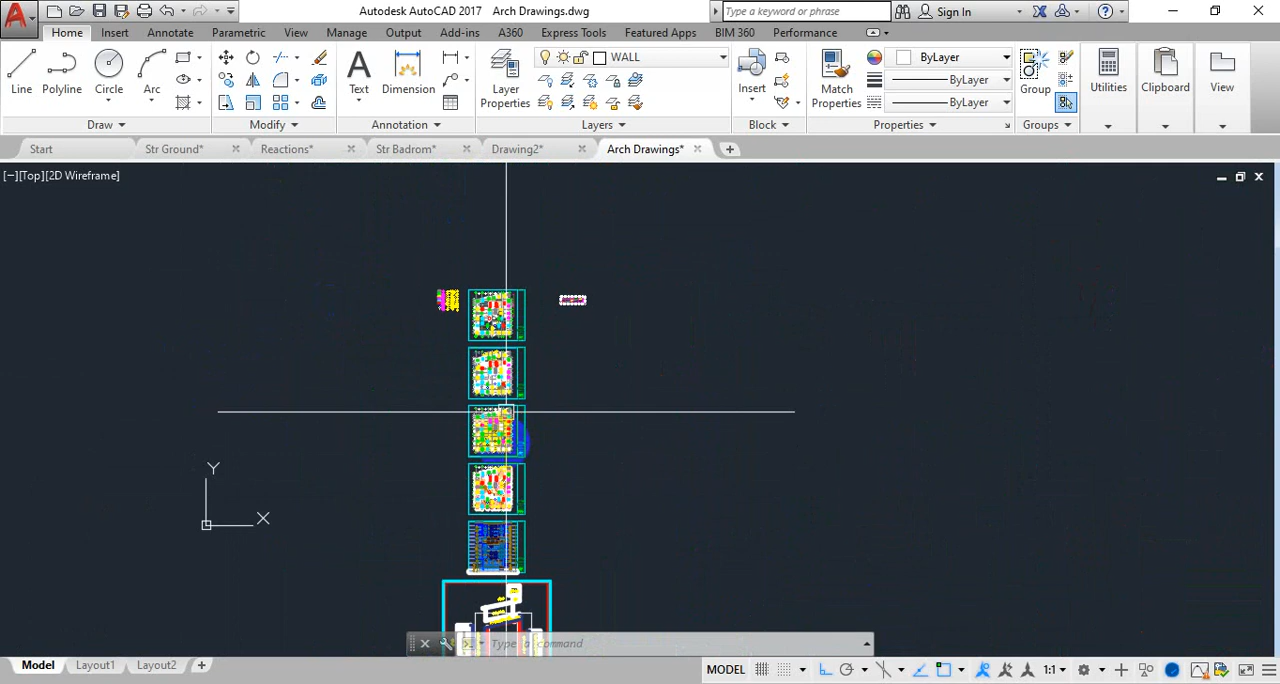 Autodesk AutoCAD 2017 Arch Drawings.dwg
Type a keyword or phrase
Sign In
Home Insert Annotate Parametric View Manage Output Add-ins A360 Express Tools Featured Apps BIM 360 Performance
Line Polyline Circle Arc
Text Dimension
Layer Properties
WALL
Insert
Match Properties
ByLayer
ByLayer
ByLayer
Group
Utilities Clipboard View
Draw Modify Annotation Layers Block Properties Groups
Start Str Ground* Reactions* Str Badrom* Drawing2* Arch Drawings*
[−][Top][2D Wireframe]
Y
X
Type a command
Model Layout1 Layout2
MODEL 1:1